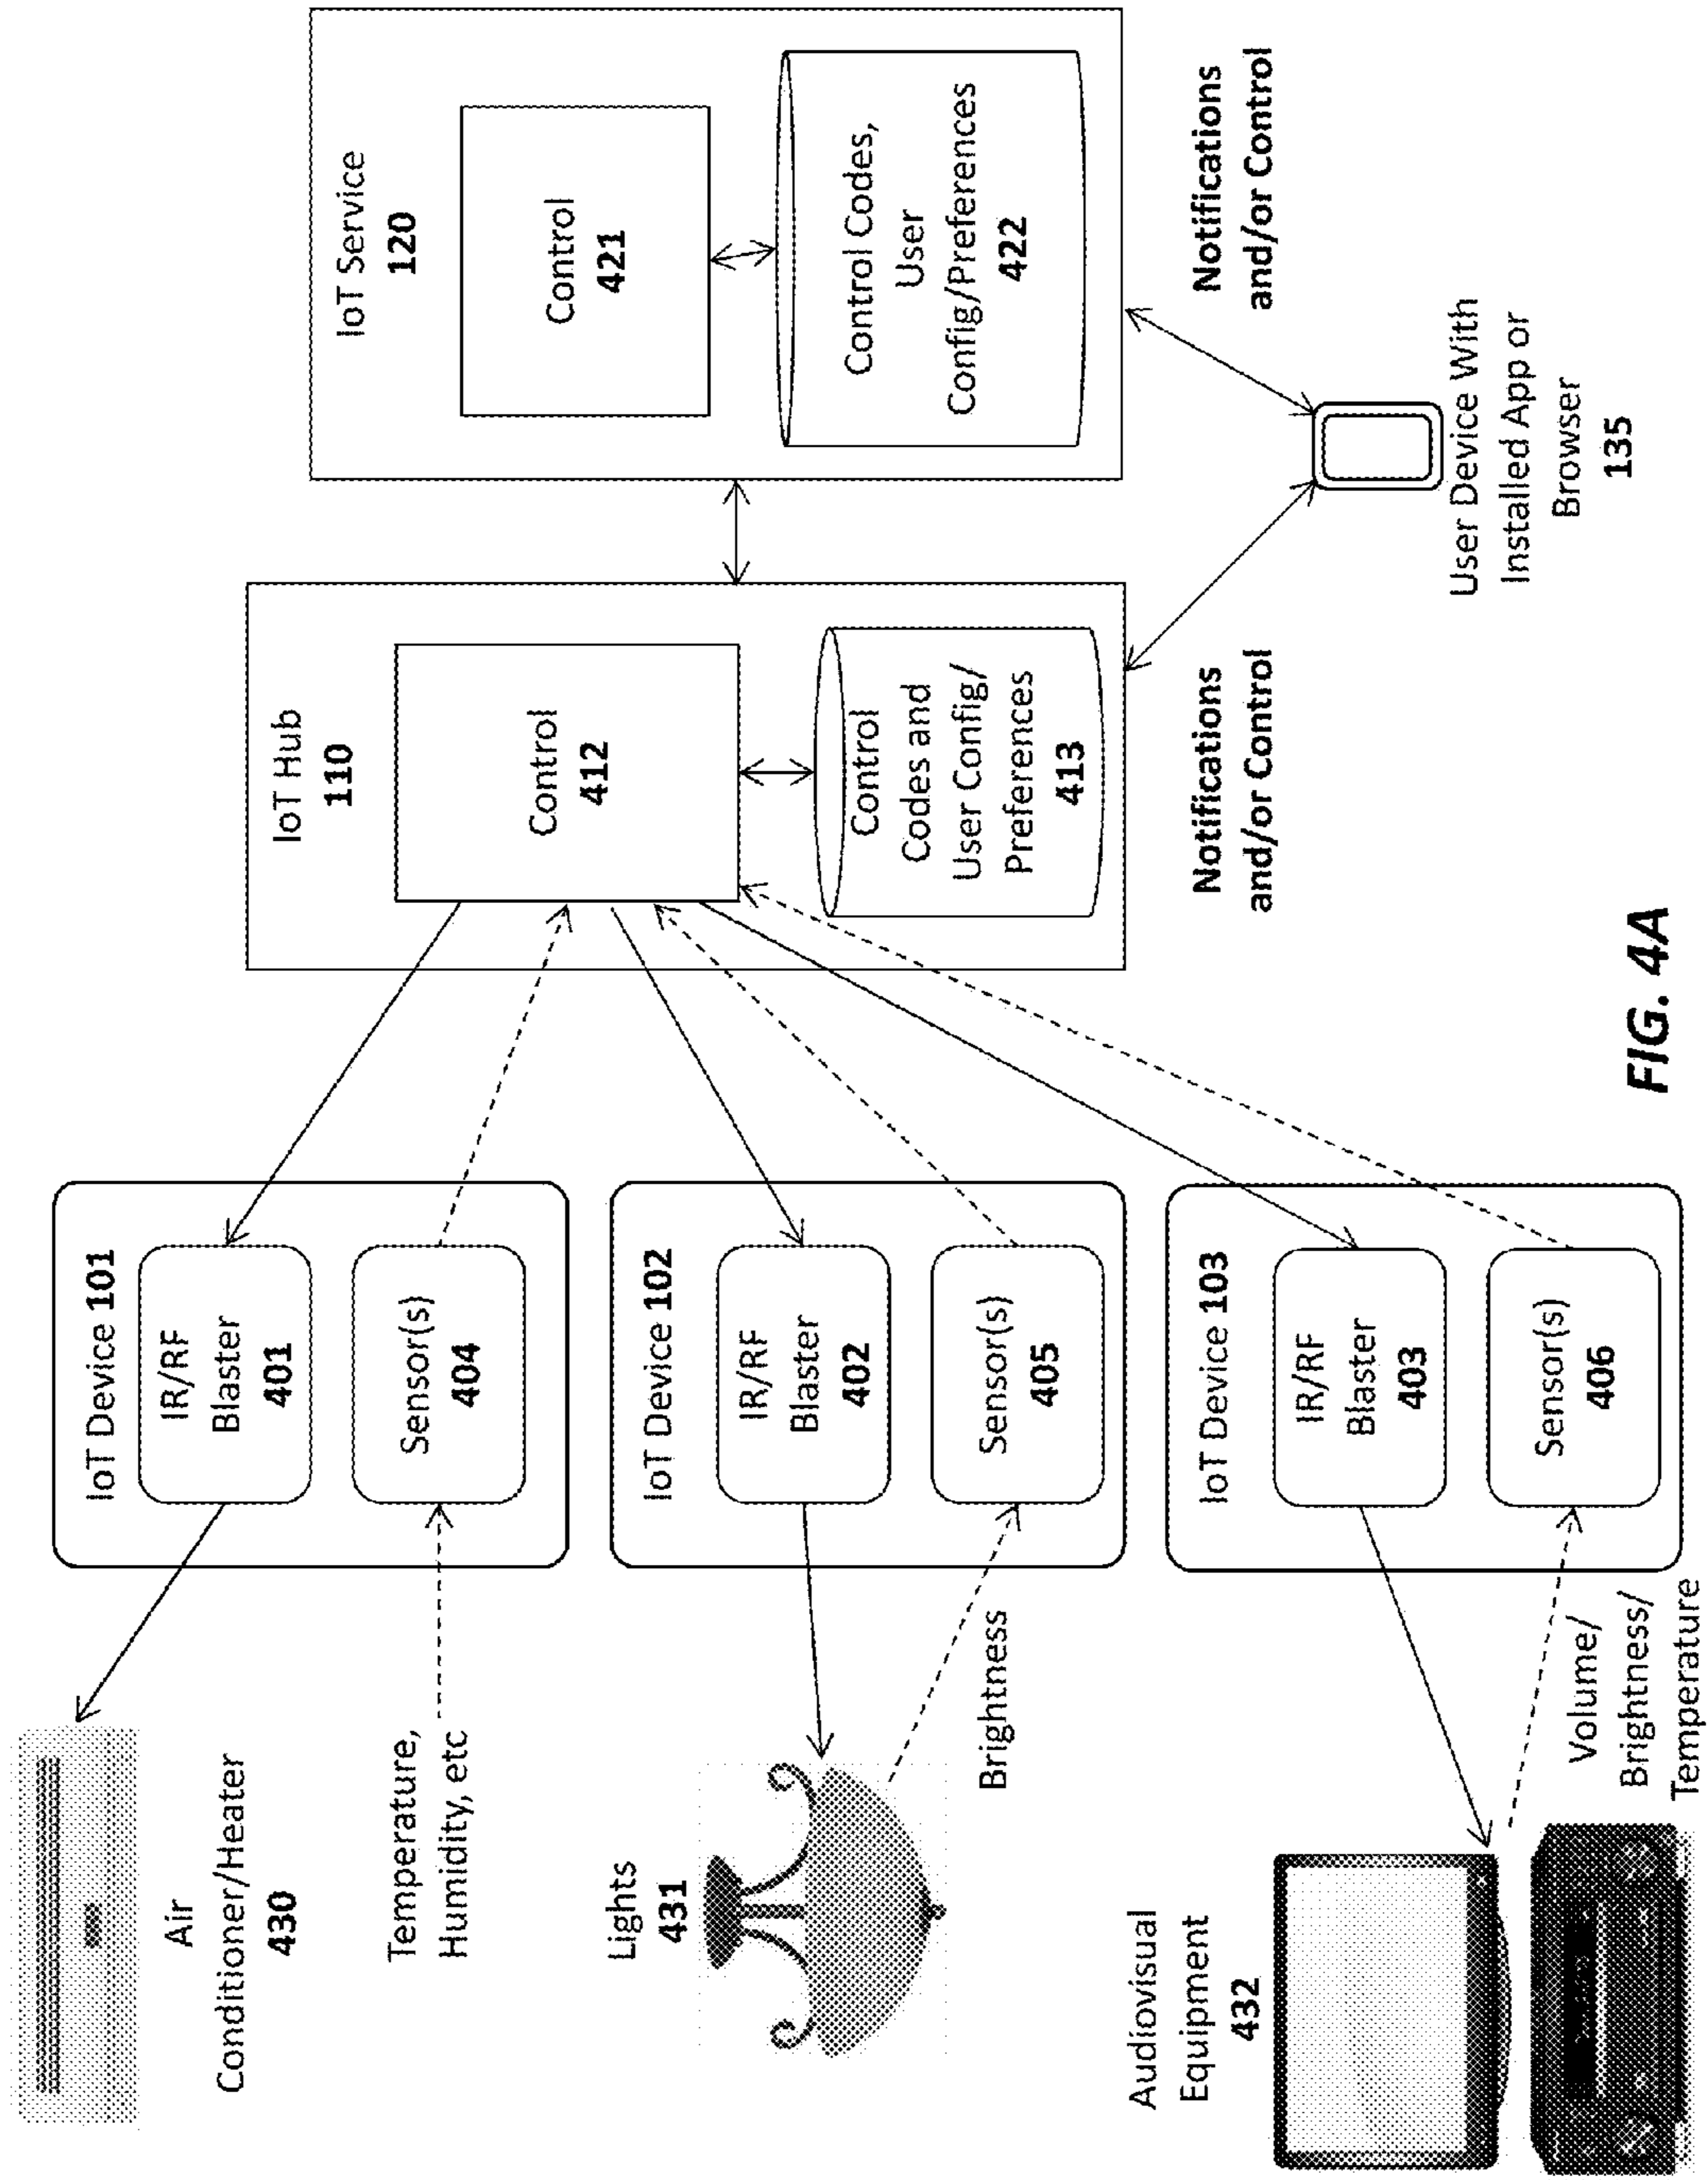 Air
Conditioner/Heater
430
Temperature,
Humidity, etc
Lights
431
Brightness
Audiovisual
Equipment
432
Volume/
Brightness/
Temperature
IoT Device 101
IR/RF
Blaster
401
Sensor(s)
404
IoT Device 102
IR/RF
Blaster
402
Sensor(s)
405
IoT Device 103
IR/RF
Blaster
403
Sensor(s)
406
IoT Hub
110
Control
412
Control
Codes and
User Config/
Preferences
413
Notifications
and/or Control
IoT Service
120
Control
421
Control Codes,
User
Config/Preferences
422
Notifications
and/or Control
User Device With
Installed App or
Browser
135
FIG. 4A